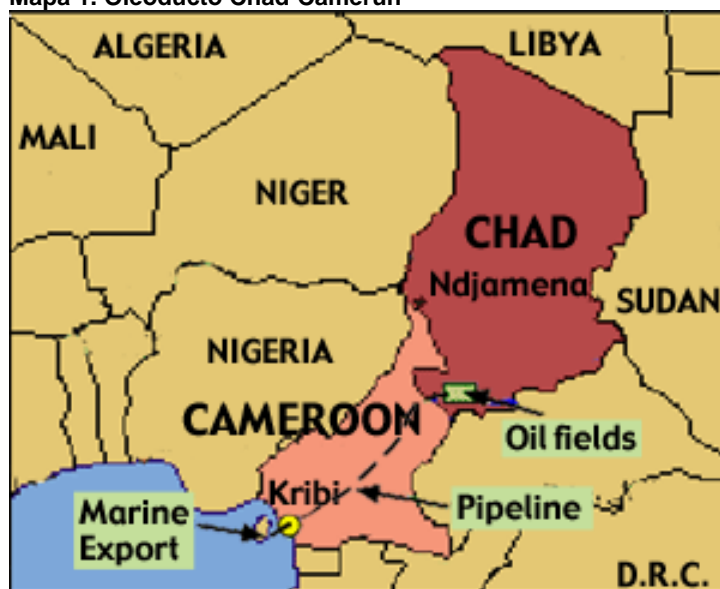 Mapa 1. Oleoducto Chad-Camerún
ALGERIA
LIBYA
MALI
NIGER
CHAD
Ndjamena
SUDAN
NIGERIA
CAMEROON
Oil fields
Kribi
Pipeline
Marine
Export
D.R.C.